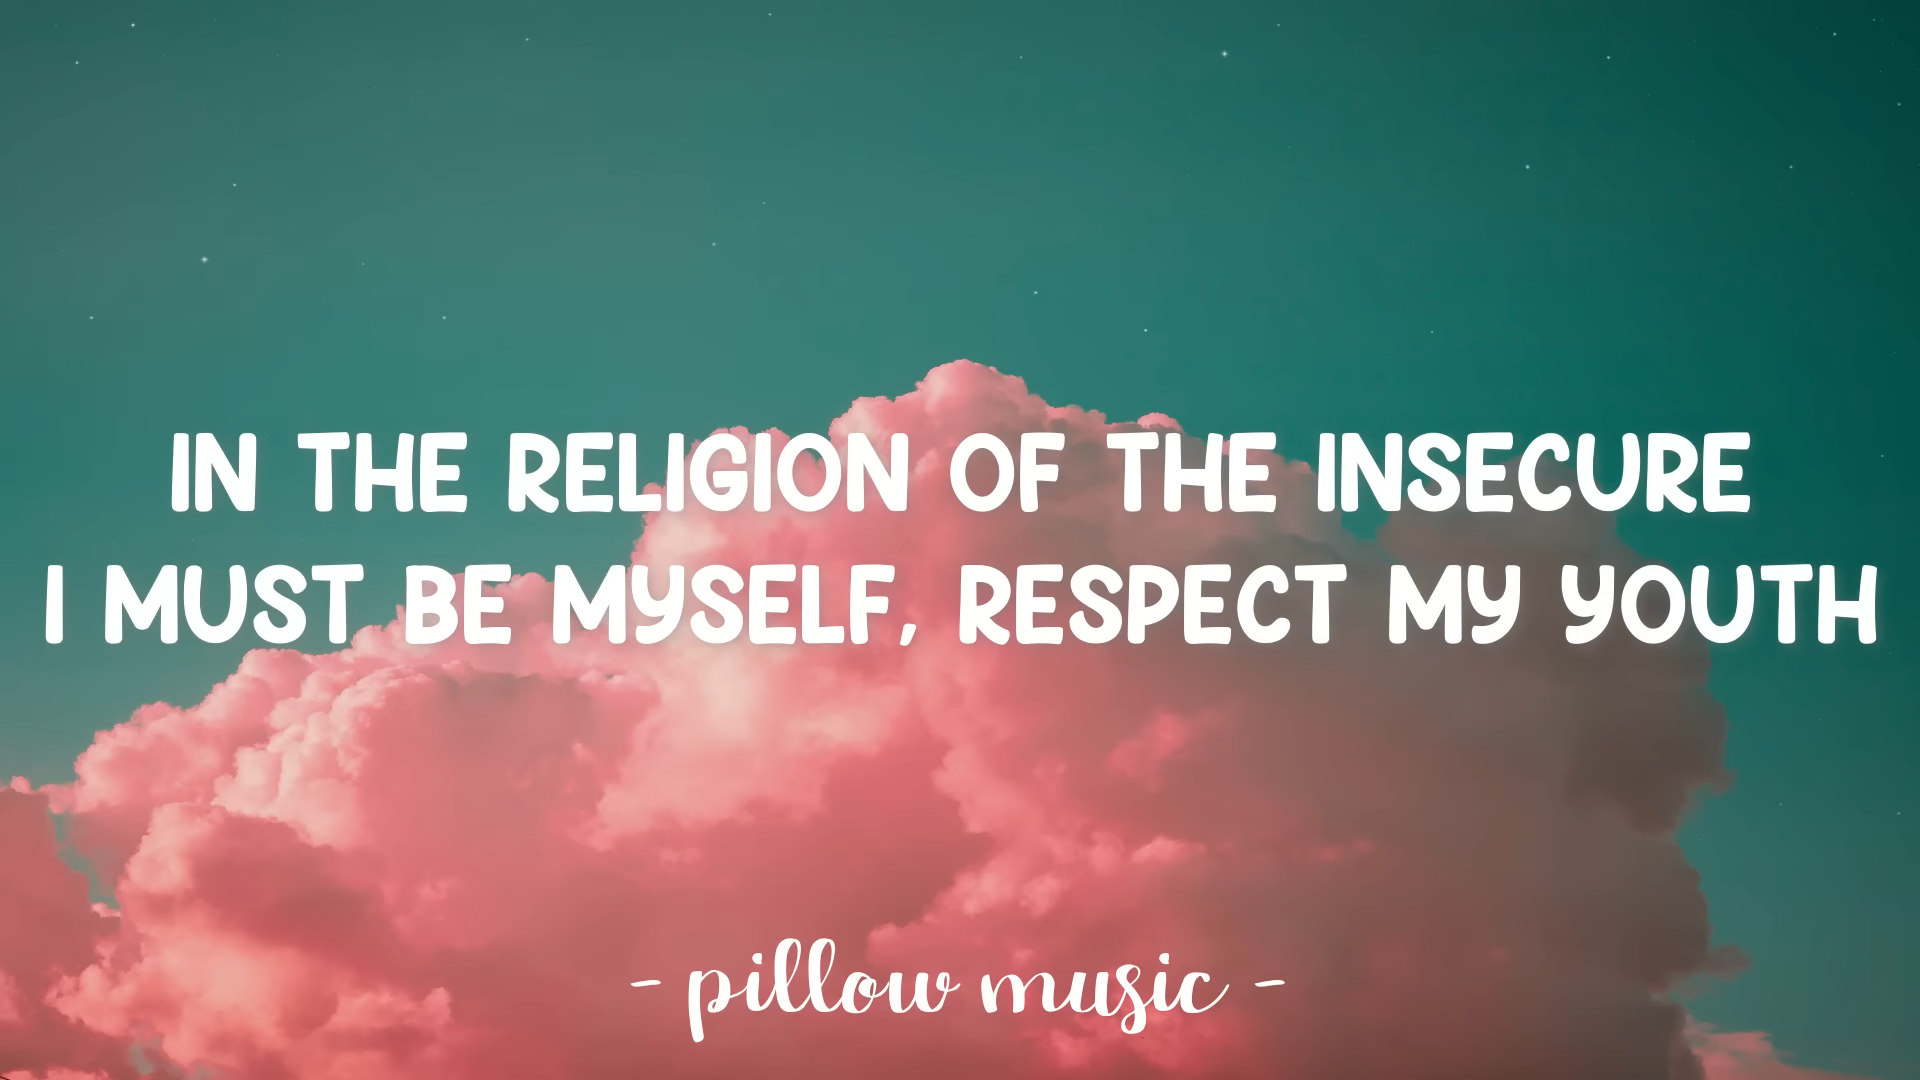 IN THE RELIGION OF THE INSECURE
I MUST BE MYSELF, RESPECT MY YOUTH
- pillow music -